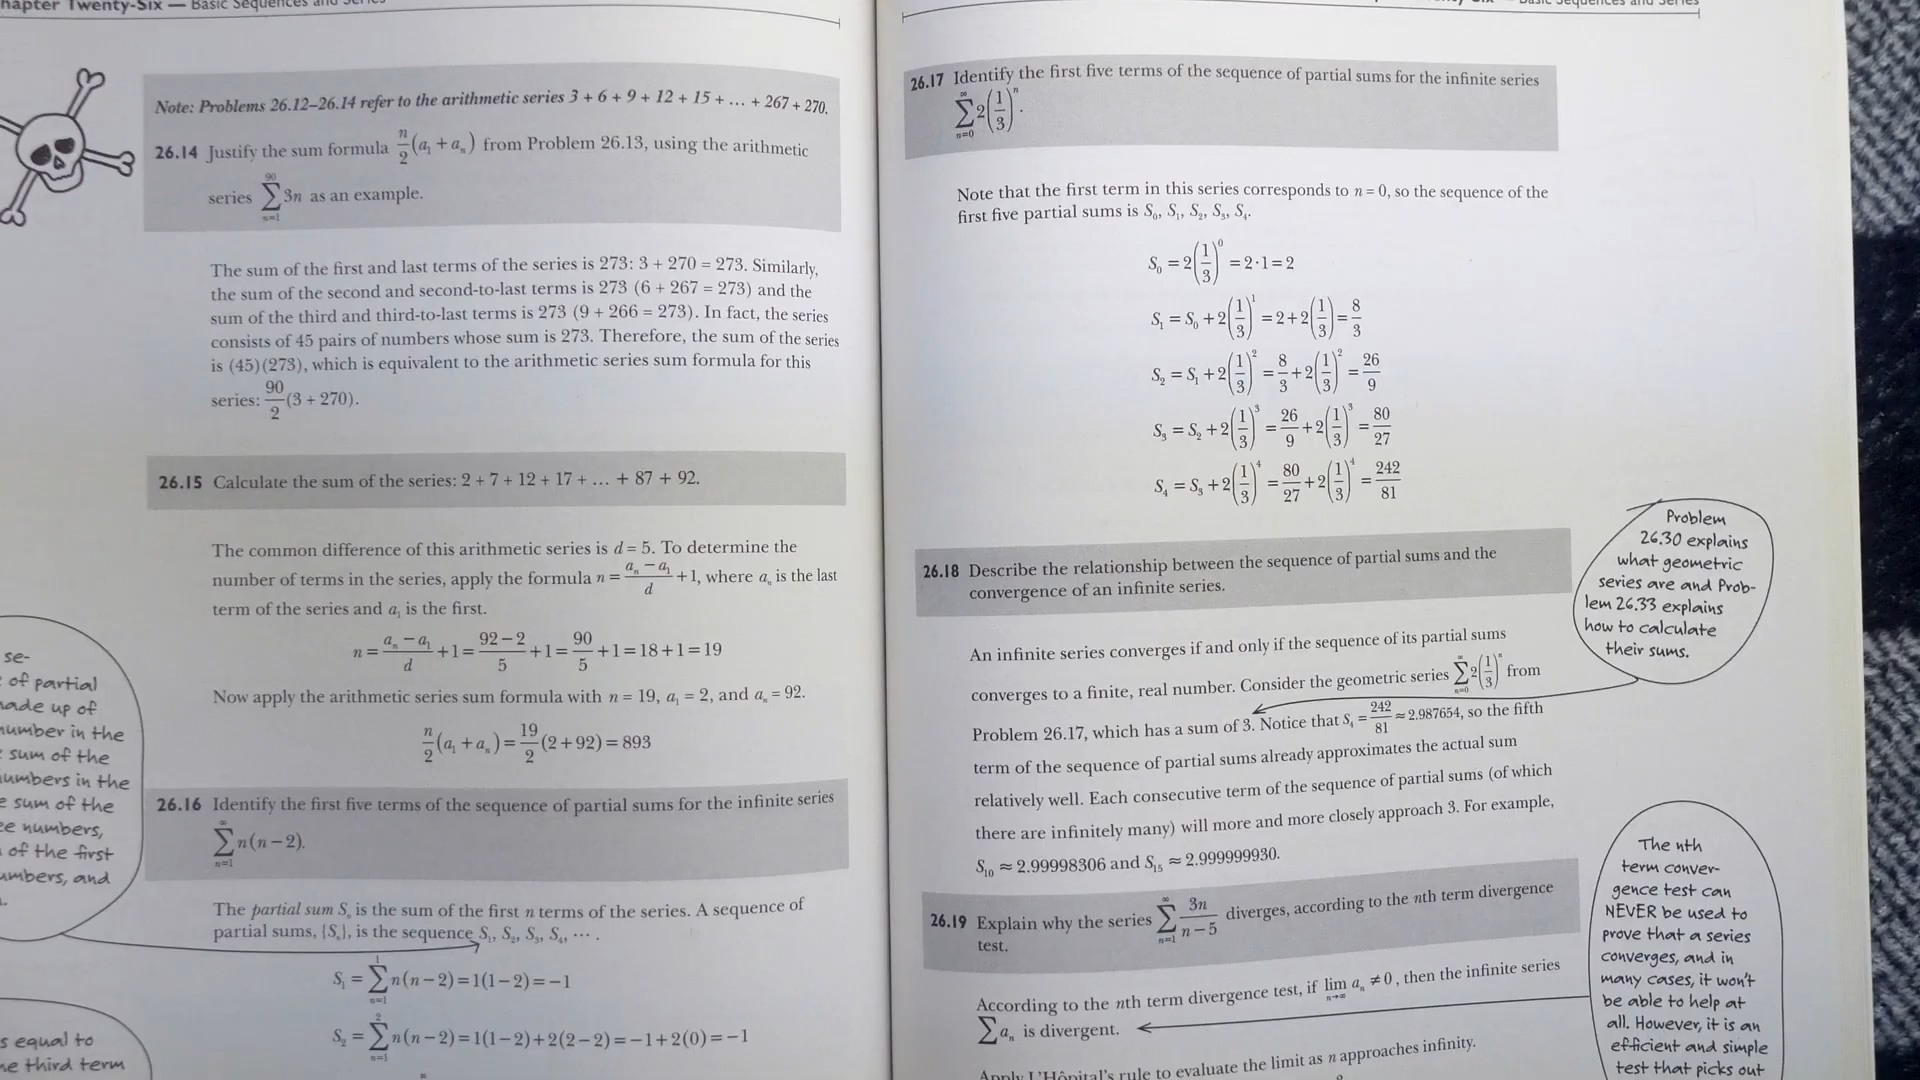 Chapter Twenty-Six — Basic Sequences and Series
Note: Problems 26.12–26.14 refer to the arithmetic series 3 + 6 + 9 + 12 + 15 + … + 267 + 270.
26.14 Justify the sum formula n/2(a₁ + aₙ) from Problem 26.13, using the arithmetic
series ∑_{n=1}^{90} 3n as an example.
The sum of the first and last terms of the series is 273: 3 + 270 = 273. Similarly,
the sum of the second and second-to-last terms is 273 (6 + 267 = 273) and the
sum of the third and third-to-last terms is 273 (9 + 266 = 273). In fact, the series
consists of 45 pairs of numbers whose sum is 273. Therefore, the sum of the series
is (45)(273), which is equivalent to the arithmetic series sum formula for this
series: 90/2(3 + 270).
26.15 Calculate the sum of the series: 2 + 7 + 12 + 17 + … + 87 + 92.
The common difference of this arithmetic series is d = 5. To determine the
number of terms in the series, apply the formula n = (aₙ − a₁)/d + 1, where aₙ is the last
term of the series and a₁ is the first.
n = (aₙ − a₁)/d + 1 = (92 − 2)/5 + 1 = 90/5 + 1 = 18 + 1 = 19
Now apply the arithmetic series sum formula with n = 19, a₁ = 2, and aₙ = 92.
n/2(a₁ + aₙ) = 19/2(2 + 92) = 893
26.16 Identify the first five terms of the sequence of partial sums for the infinite series
∑_{n=1}^{∞} n(n − 2).
The partial sum Sₙ is the sum of the first n terms of the series. A sequence of
partial sums, {Sₙ}, is the sequence S₁, S₂, S₃, S₄, ⋯ .
S₁ = ∑_{n=1}^{1} n(n − 2) = 1(1 − 2) = −1
S₂ = ∑_{n=1}^{2} n(n − 2) = 1(1 − 2) + 2(2 − 2) = −1 + 2(0) = −1
se-
of partial
made up of
number in the
sum of the
numbers in the
sum of the
numbers,
of the first
numbers, and
s equal to
third term
Basic Sequences and Series
26.17 Identify the first five terms of the sequence of partial sums for the infinite series
∑_{n=0}^{∞} 2(1/3)ⁿ.
Note that the first term in this series corresponds to n = 0, so the sequence of the
first five partial sums is S₀, S₁, S₂, S₃, S₄.
S₀ = 2(1/3)⁰ = 2·1 = 2
S₁ = S₀ + 2(1/3)¹ = 2 + 2(1/3) = 8/3
S₂ = S₁ + 2(1/3)² = 8/3 + 2(1/3)² = 26/9
S₃ = S₂ + 2(1/3)³ = 26/9 + 2(1/3)³ = 80/27
S₄ = S₃ + 2(1/3)⁴ = 80/27 + 2(1/3)⁴ = 242/81
26.18 Describe the relationship between the sequence of partial sums and the
convergence of an infinite series.
An infinite series converges if and only if the sequence of its partial sums
converges to a finite, real number. Consider the geometric series ∑_{n=0}^{∞} 2(1/3)ⁿ from
Problem 26.17, which has a sum of 3. Notice that S₄ = 242/81 ≈ 2.987654, so the fifth
term of the sequence of partial sums already approximates the actual sum
relatively well. Each consecutive term of the sequence of partial sums (of which
there are infinitely many) will more and more closely approach 3. For example,
S₁₀ ≈ 2.99998306 and S₁₅ ≈ 2.999999930.
26.19 Explain why the series ∑_{n=1}^{∞} 3n/(n − 5) diverges, according to the nth term divergence
test.
According to the nth term divergence test, if lim_{n→∞} aₙ ≠ 0, then the infinite series
∑aₙ is divergent.
Apply L'Hôpital's rule to evaluate the limit as n approaches infinity.
Problem
26.30 explains
what geometric
series are and Prob-
lem 26.33 explains
how to calculate
their sums.
The nth
term conver-
gence test can
NEVER be used to
prove that a series
converges, and in
many cases, it won't
be able to help at
all. However, it is an
efficient and simple
test that picks out